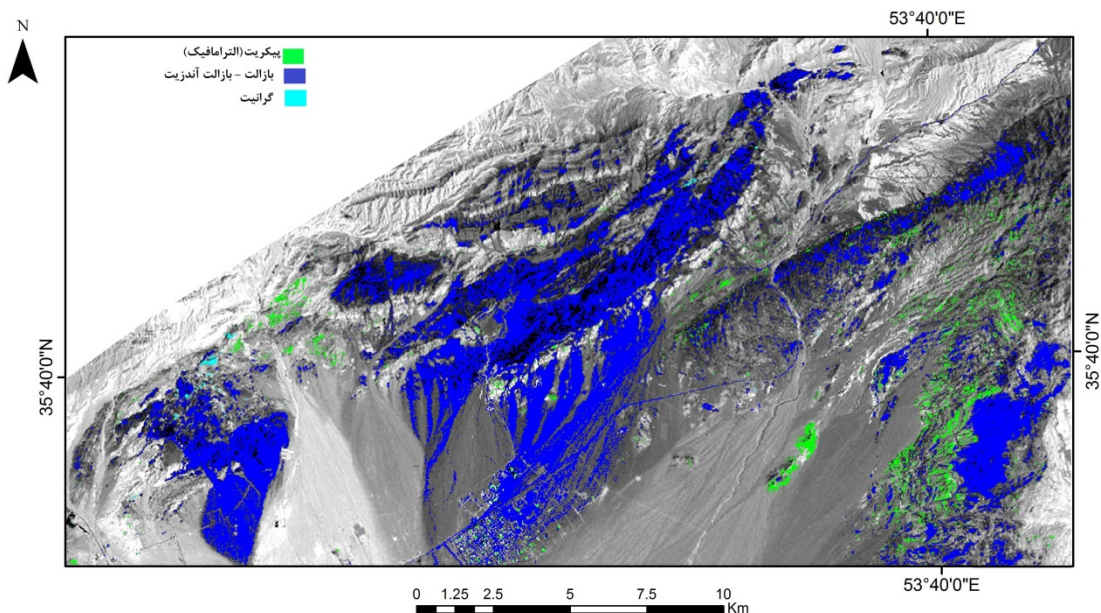 53°40'0"E
N
پیکریت(الترامافیک)
بازالت - بازالت آندزیت
گرانیت
35°40'0"N
35°40'0"N
53°40'0"E
0 1.25 2.5 5 7.5 10
Km